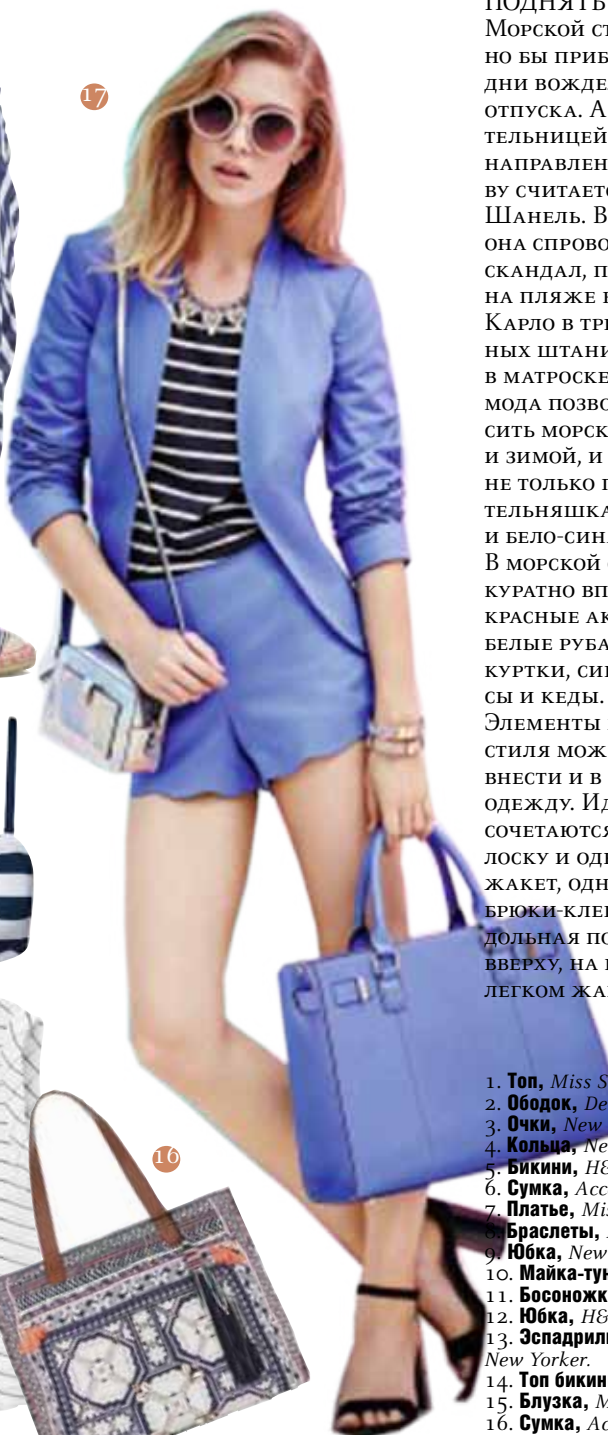 17
16
ПОДНЯТЬ
Морской ст
но бы приб
дни вожде
отпуска. А
тельницей
направлен
ву считаетс
Шанель. В
она спрово
скандал, п
на пляже в
Карло в тр
ных штани
в матроске
мода позво
сить морск
и зимой, и
не только п
тельняшка
и бело-син
В морской
куратно вп
красные ак
белые руба
куртки, си
сы и кеды.
Элементы
стиля мож
внести и в
одежду. Ид
сочетаются
лоску и од
жакет, одн
брюки-кле
дольная по
вверху, на
легком жа
1. Топ, Miss S
2. Ободок, De
3. Очки, New
4. Кольца, Ne
5. Бикини, H&
6. Сумка, Acc
7. Платье, Mis
8. Браслеты,
9. Юбка, New
10. Майка-тун
11. Босоножк
12. Юбка, H&
13. Эспадрил
New Yorker.
14. Топ бикин
15. Блузка, M
16. Сумка, Ac